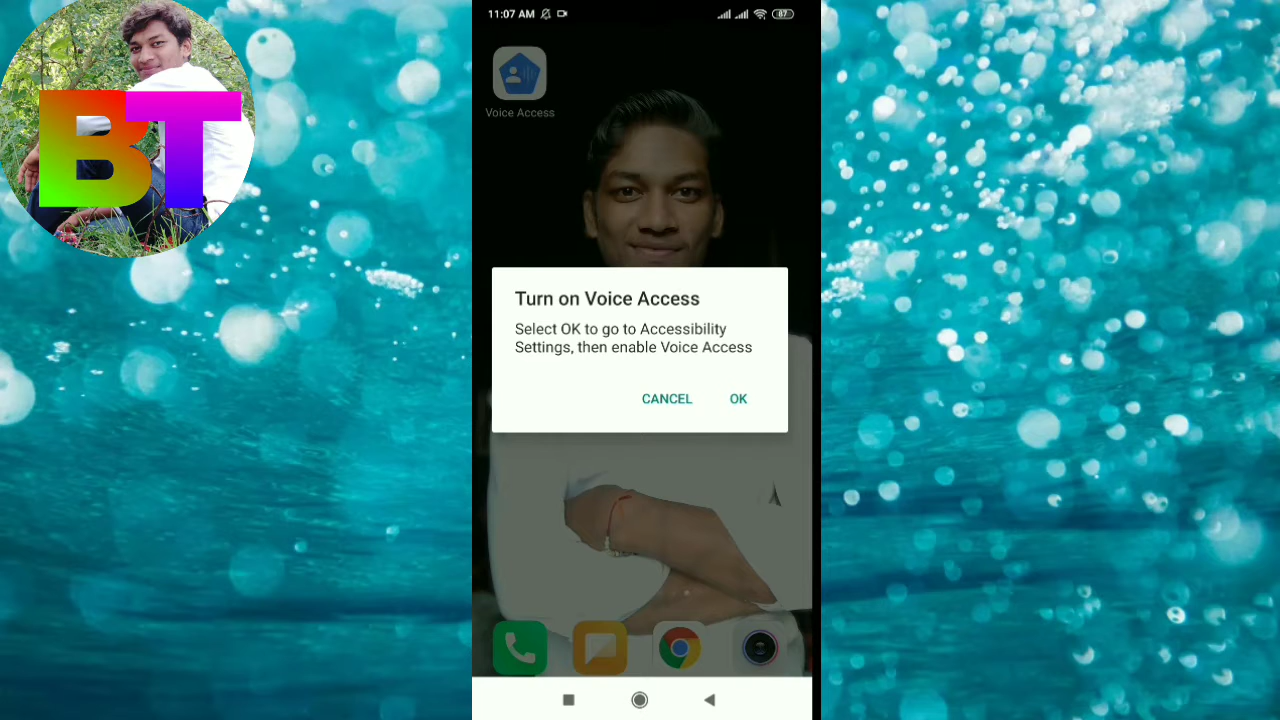 BT
11:07 AM
87
Voice Access
Turn on Voice Access
Select OK to go to Accessibility
Settings, then enable Voice Access
CANCEL OK